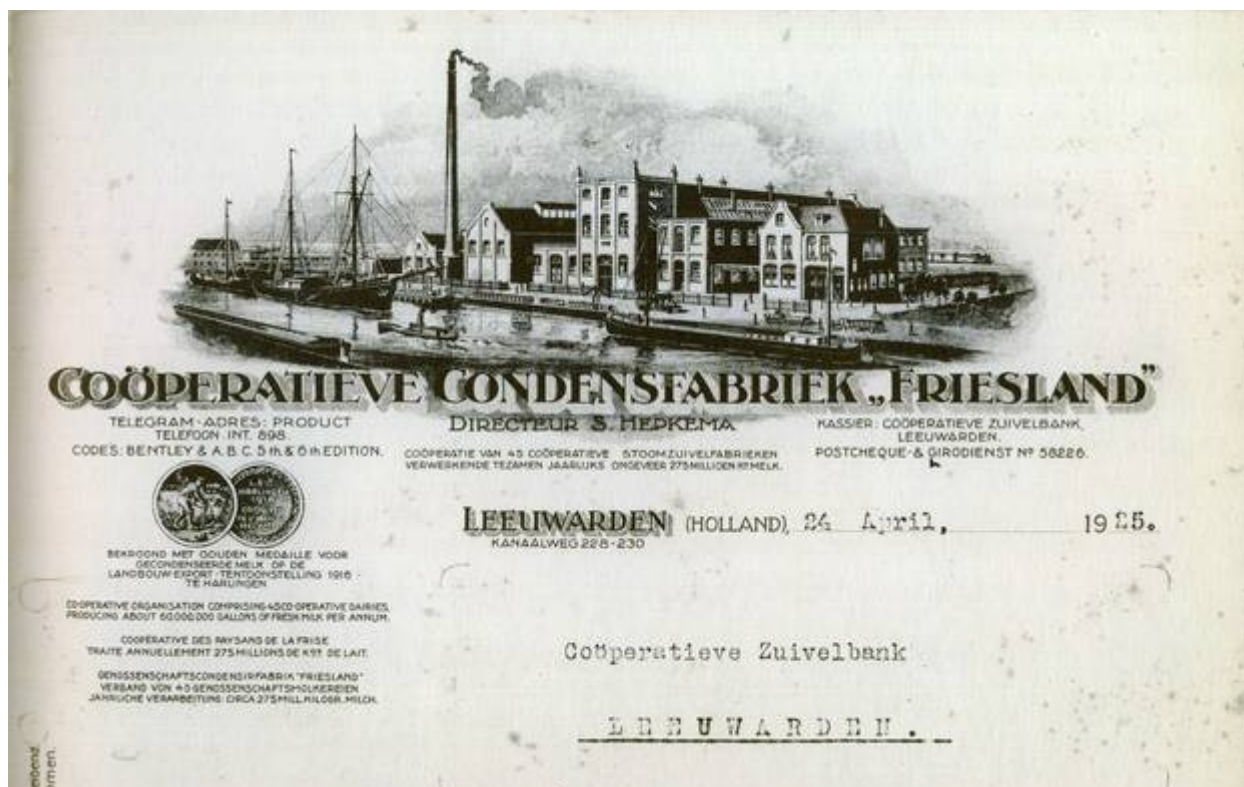 COÖPERATIEVE CONDENSFABRIEK „FRIESLAND”
TELEGRAM-ADRES: PRODUCT
TELEFOON INT. 898.
CODES: BENTLEY & A.B.C. 5th & 6th EDITION.
DIRECTEUR S. HEPKEMA
COÖPERATIE VAN 45 COÖPERATIEVE STOOMZUIVELFABRIEKEN
VERWERKENDE TEZAMEN JAARLIJKS ONGEVEER 275 MILLIOEN KG MELK.
KASSIER: COÖPERATIEVE ZUIVELBANK,
LEEUWARDEN.
POSTCHEQUE- & GIRODIENST Nº 58226.
LEEUWARDEN (HOLLAND), 24 April, 1925.
KANAALWEG 228-230
BEKROOND MET GOUDEN MEDAILLE VOOR
GECONDENSEERDE MELK OP DE
LANDBOUW-EXPORT-TENTOONSTELLING 1916
TE HARLINGEN
COOPERATIVE ORGANISATION COMPRISING 45 CO-OPERATIVE DAIRIES,
PRODUCING ABOUT 60.000.000 GALLONS OF FRESH MILK PER ANNUM.
COOPERATIVE DES PAYSANS DE LA FRISE
TRAITE ANNUELLEMENT 275 MILLIONS DE KGS DE LAIT.
GENOSSENSCHAFTSCONDENSIRFABRIK "FRIESLAND"
VERBAND VON 45 GENOSSENSCHAFTSMOLKEREIEN
JÄHRLICHE VERARBEITUNG: CIRCA 275 MILL. KILOGR. MILCH.
Coöperatieve Zuivelbank
LEEUWARDEN.